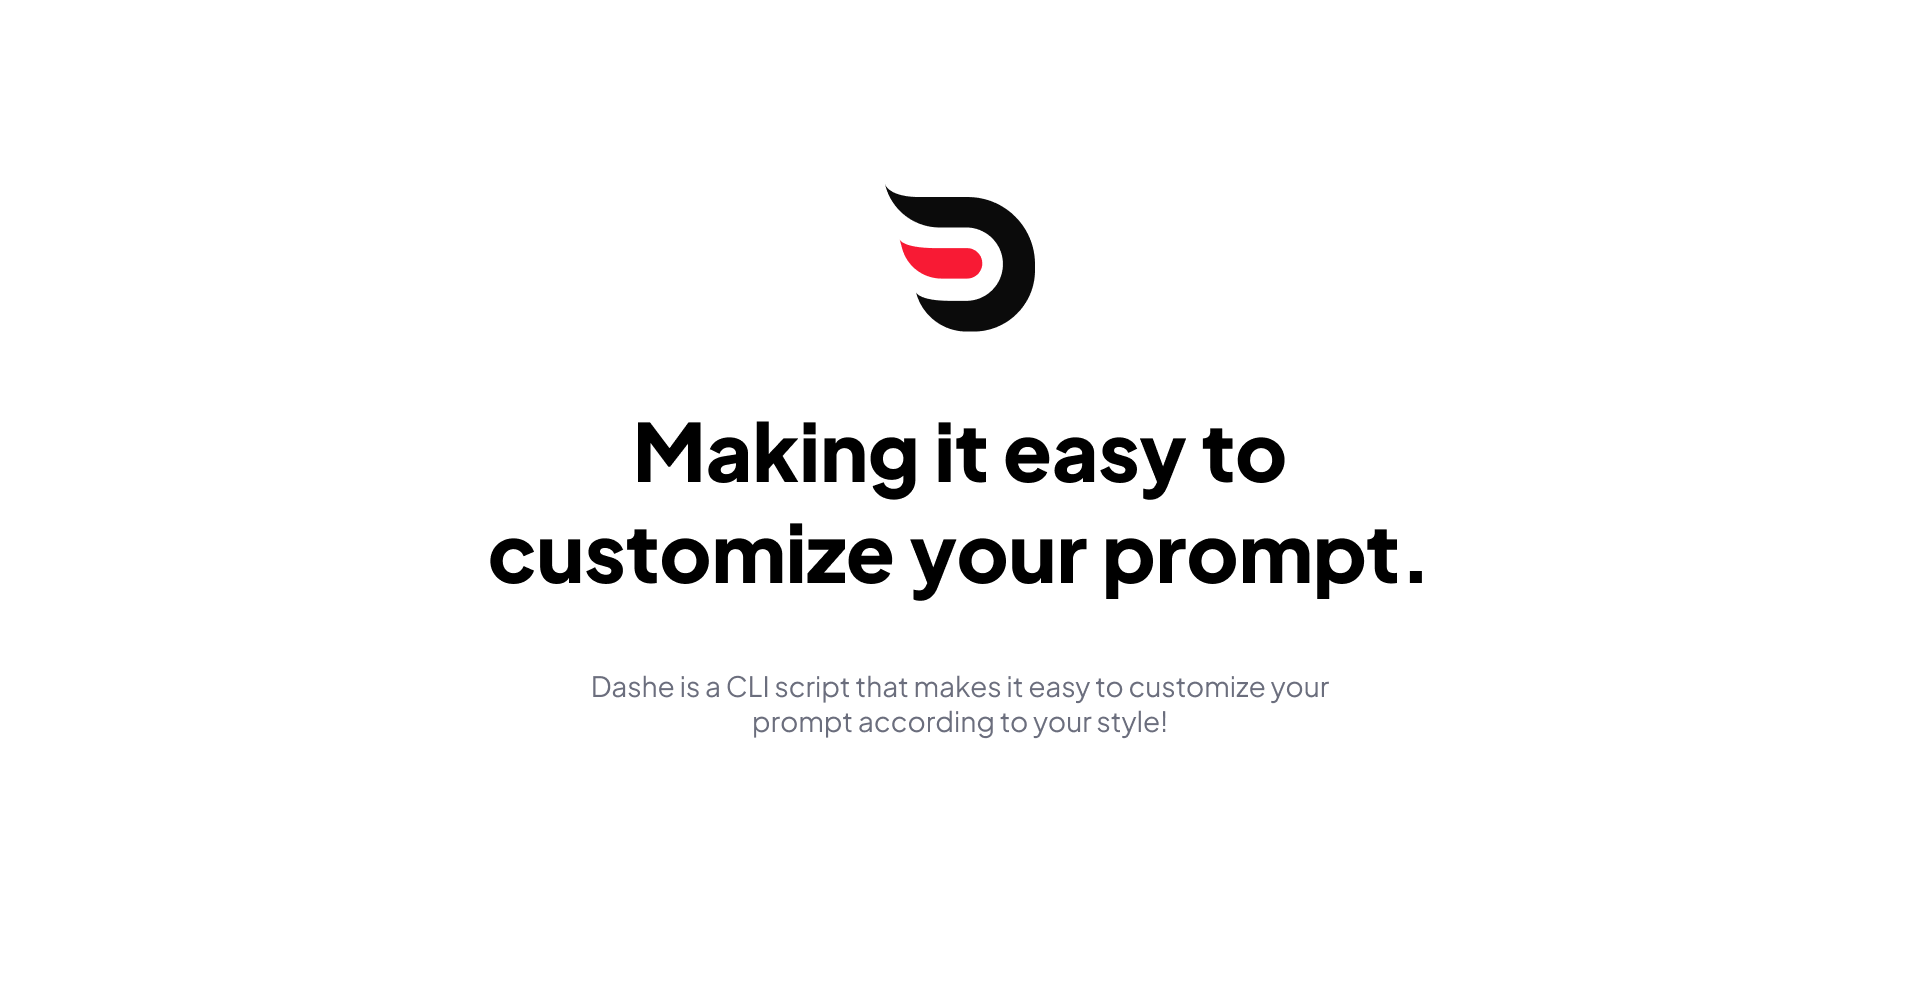 Making it easy to
customize your prompt.
Dashe is a CLI script that makes it easy to customize your
prompt according to your style!